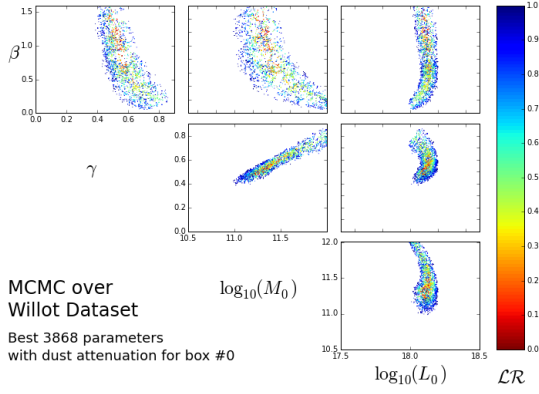 β
1.5
1.0
0.5
0.0
0.0 0.2 0.4 0.6 0.8
γ
0.8
0.6
0.4
0.2
0.0
10.5 11.0 11.5
log₁₀(M₀)
12.0
11.5
11.0
10.5
17.5 18.0 18.5
log₁₀(L₀)
1.0
0.9
0.8
0.7
0.6
0.5
0.4
0.3
0.2
0.1
0.0
ℒℛ
MCMC over
Willot Dataset
Best 3868 parameters
with dust attenuation for box #0